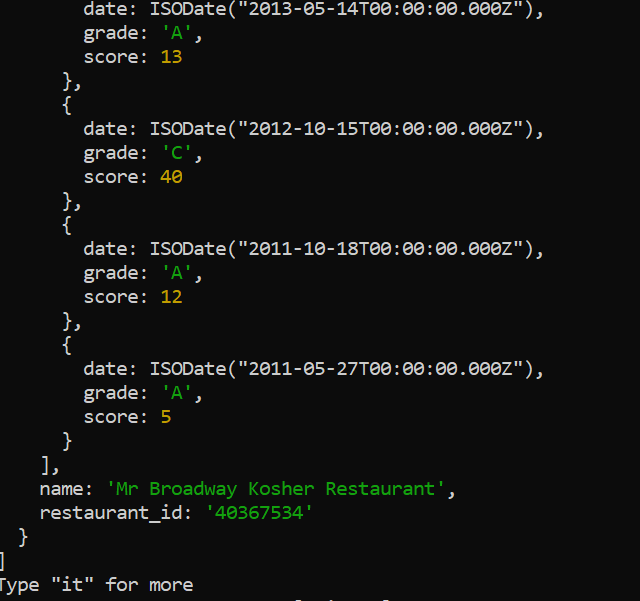 date: ISODate("2013-05-14T00:00:00.000Z"),
grade: 'A',
score: 13
},
{
date: ISODate("2012-10-15T00:00:00.000Z"),
grade: 'C',
score: 40
},
{
date: ISODate("2011-10-18T00:00:00.000Z"),
grade: 'A',
score: 12
},
{
date: ISODate("2011-05-27T00:00:00.000Z"),
grade: 'A',
score: 5
}
],
name: 'Mr Broadway Kosher Restaurant',
restaurant_id: '40367534'
}
]
Type "it" for more